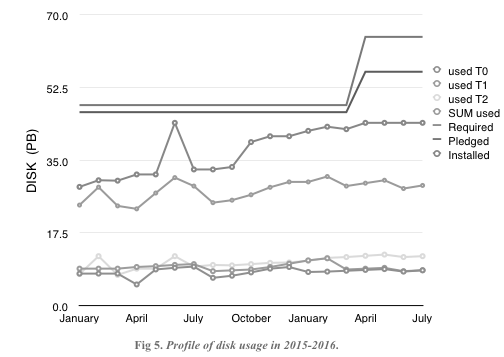 70.0
52.5
35.0
17.5
0.0
DISK (PB)
January April July October January April July
used T0
used T1
used T2
SUM used
Required
Pledged
Installed
Fig 5. Profile of disk usage in 2015-2016.